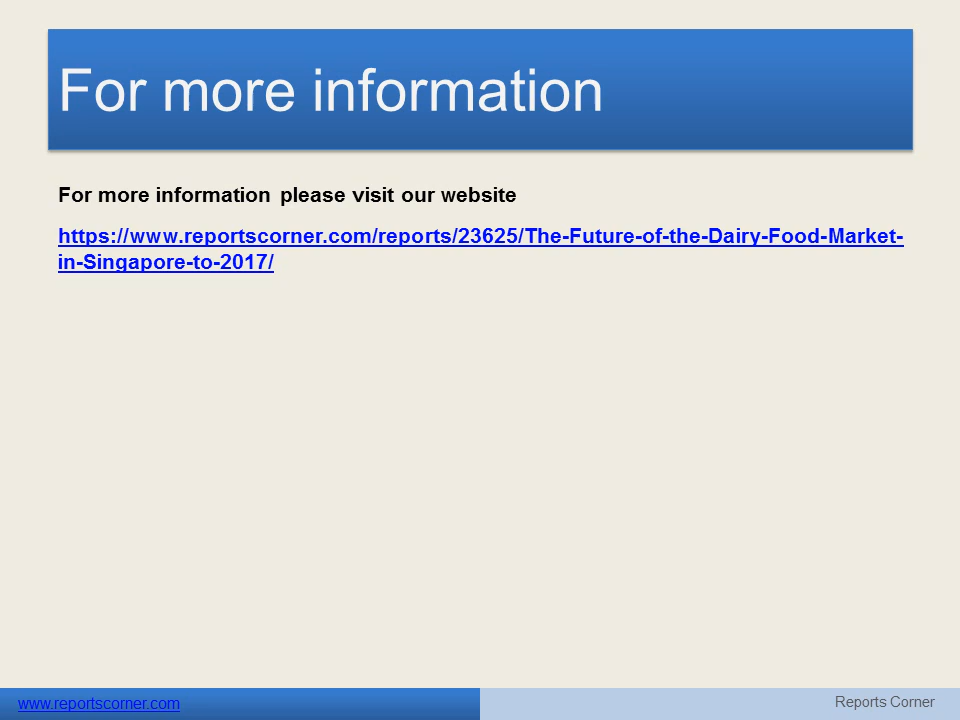 For more information
For more information please visit our website
https://www.reportscorner.com/reports/23625/The-Future-of-the-Dairy-Food-Market-
in-Singapore-to-2017/
www.reportscorner.com
Reports Corner